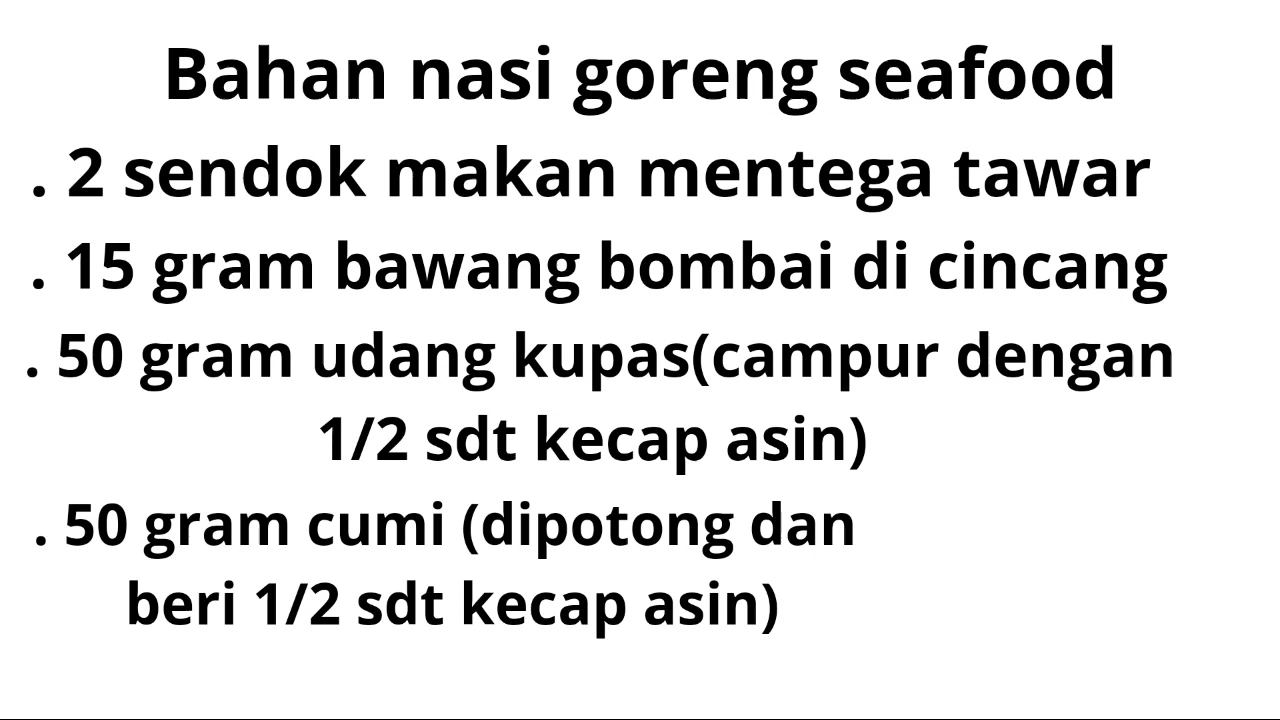 Bahan nasi goreng seafood
. 2 sendok makan mentega tawar
. 15 gram bawang bombai di cincang
. 50 gram udang kupas(campur dengan
1/2 sdt kecap asin)
. 50 gram cumi (dipotong dan
beri 1/2 sdt kecap asin)